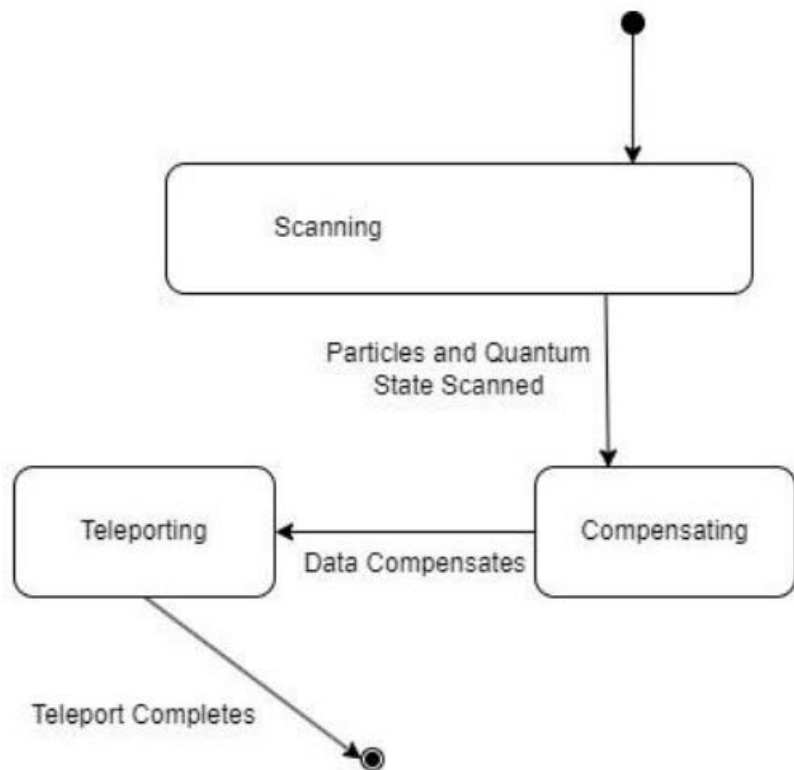 Scanning
Particles and Quantum
State Scanned
Teleporting
Compensating
Data Compensates
Teleport Completes